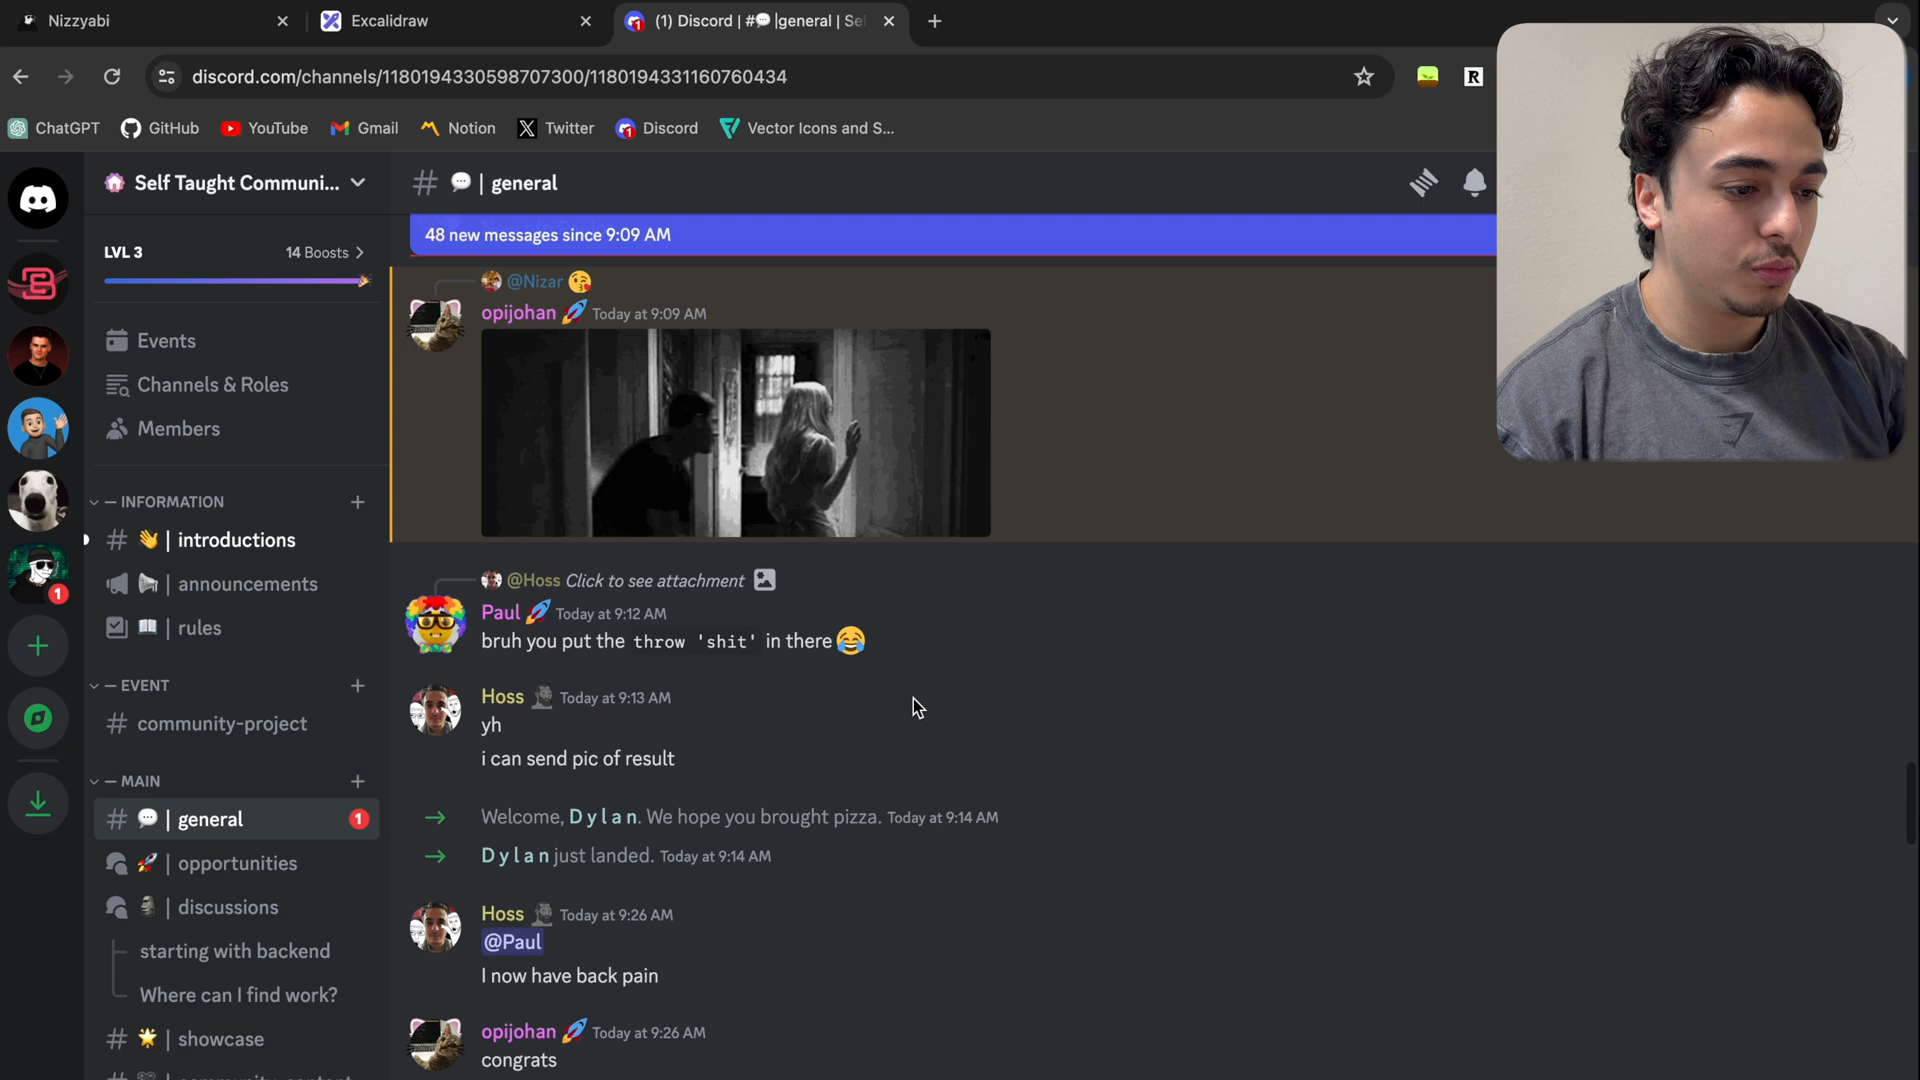 Nizzyabi
Excalidraw
(1) Discord | #💬 |general | Se
discord.com/channels/1180194330598707300/1180194331160760434
ChatGPT
GitHub
YouTube
Gmail
Notion
Twitter
Discord
Vector Icons and S...
Self Taught Communi...
# 💬 | general
48 new messages since 9:09 AM
LVL 3
14 Boosts >
Events
Channels & Roles
Members
— INFORMATION
# 👋 | introductions
| announcements
| rules
— EVENT
# community-project
— MAIN
# 💬 | general
1
| opportunities
| discussions
starting with backend
Where can I find work?
# 🌟 | showcase
1
@Nizar 😘
opijohan 🚀 Today at 9:09 AM
@Hoss Click to see attachment
Paul 🚀 Today at 9:12 AM
bruh you put the throw 'shit' in there 😂
Hoss Today at 9:13 AM
yh
i can send pic of result
Welcome, D y l a n. We hope you brought pizza. Today at 9:14 AM
D y l a n just landed. Today at 9:14 AM
Hoss Today at 9:26 AM
@Paul
I now have back pain
opijohan 🚀 Today at 9:26 AM
congrats